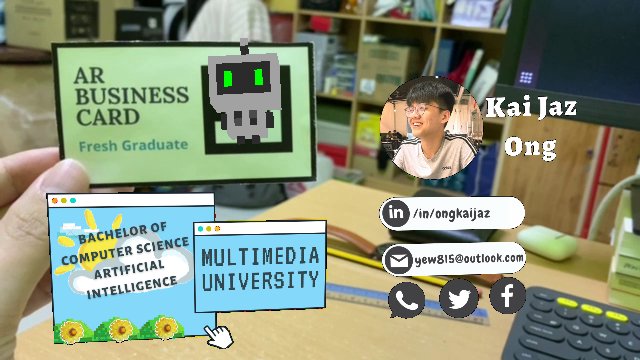 AR
BUSINESS
CARD
Fresh Graduate
Kai Jaz
Ong
in
/in/ongkaijaz
yew815@outlook.com
BACHELOR OF
COMPUTER SCIENCE
ARTIFICIAL
INTELLIGENCE
MULTIMEDIA
UNIVERSITY
f